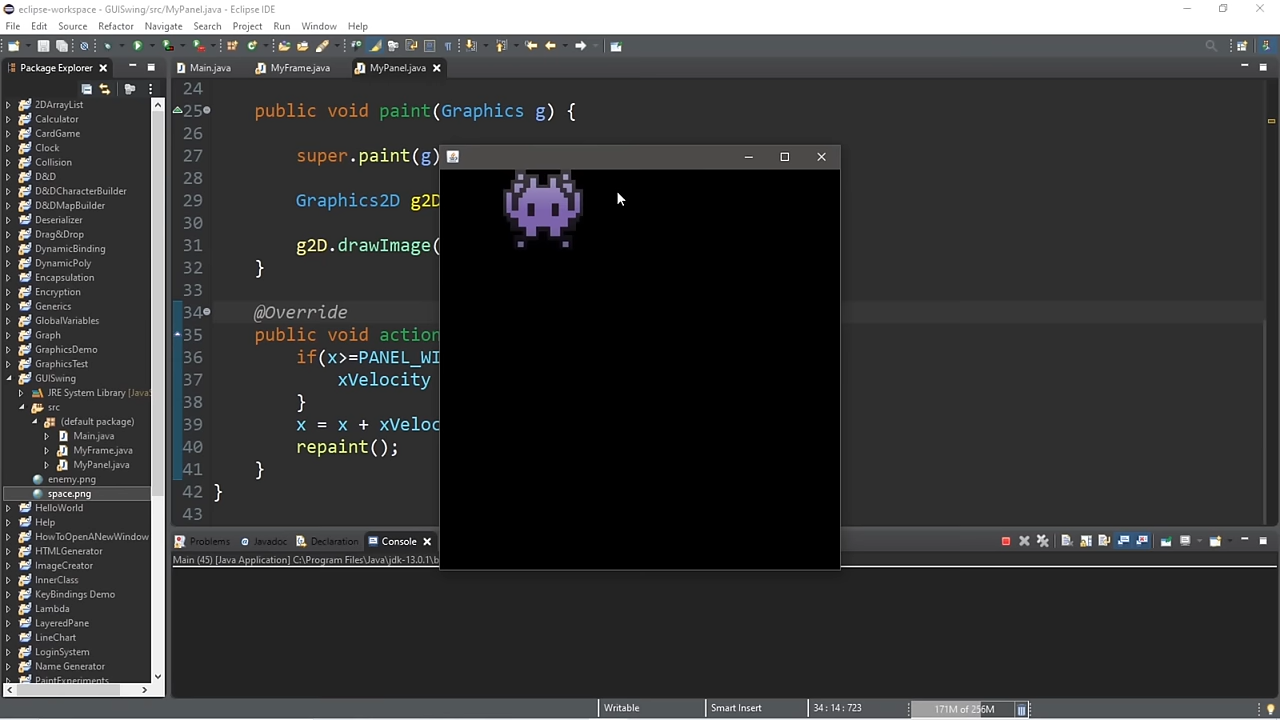 eclipse-workspace - GUISwing/src/MyPanel.java - Eclipse IDE
File Edit Source Refactor Navigate Search Project Run Window Help
Package Explorer
Main.java MyFrame.java MyPanel.java
2DArrayList
Calculator
CardGame
Clock
Collision
D&D
D&DCharacterBuilder
D&DMapBuilder
Deserializer
Drag&Drop
DynamicBinding
DynamicPoly
Encapsulation
Encryption
Generics
GlobalVariables
Graph
GraphicsDemo
GraphicsTest
GUISwing
JRE System Library [JavaS
src
(default package)
Main.java
MyFrame.java
MyPanel.java
enemy.png
space.png
HelloWorld
Help
HowToOpenANewWindow
HTMLGenerator
ImageCreator
InnerClass
KeyBindings Demo
Lambda
LayeredPane
LineChart
LoginSystem
Name Generator
PaintExperiments
24
25 public void paint(Graphics g) {
26
27 super.paint(g)
28
29 Graphics2D g2D
30
31 g2D.drawImage(
32 }
33
34 @Override
35 public void action
36 if(x>=PANEL_WI
37 xVelocity
38 }
39 x = x + xVeloc
40 repaint();
41 }
42 }
43
Problems Javadoc Declaration Console
Main (45) [Java Application] C:\Program Files\Java\jdk-13.0.1\b
Writable Smart Insert 34 : 14 : 723 171M of 256M